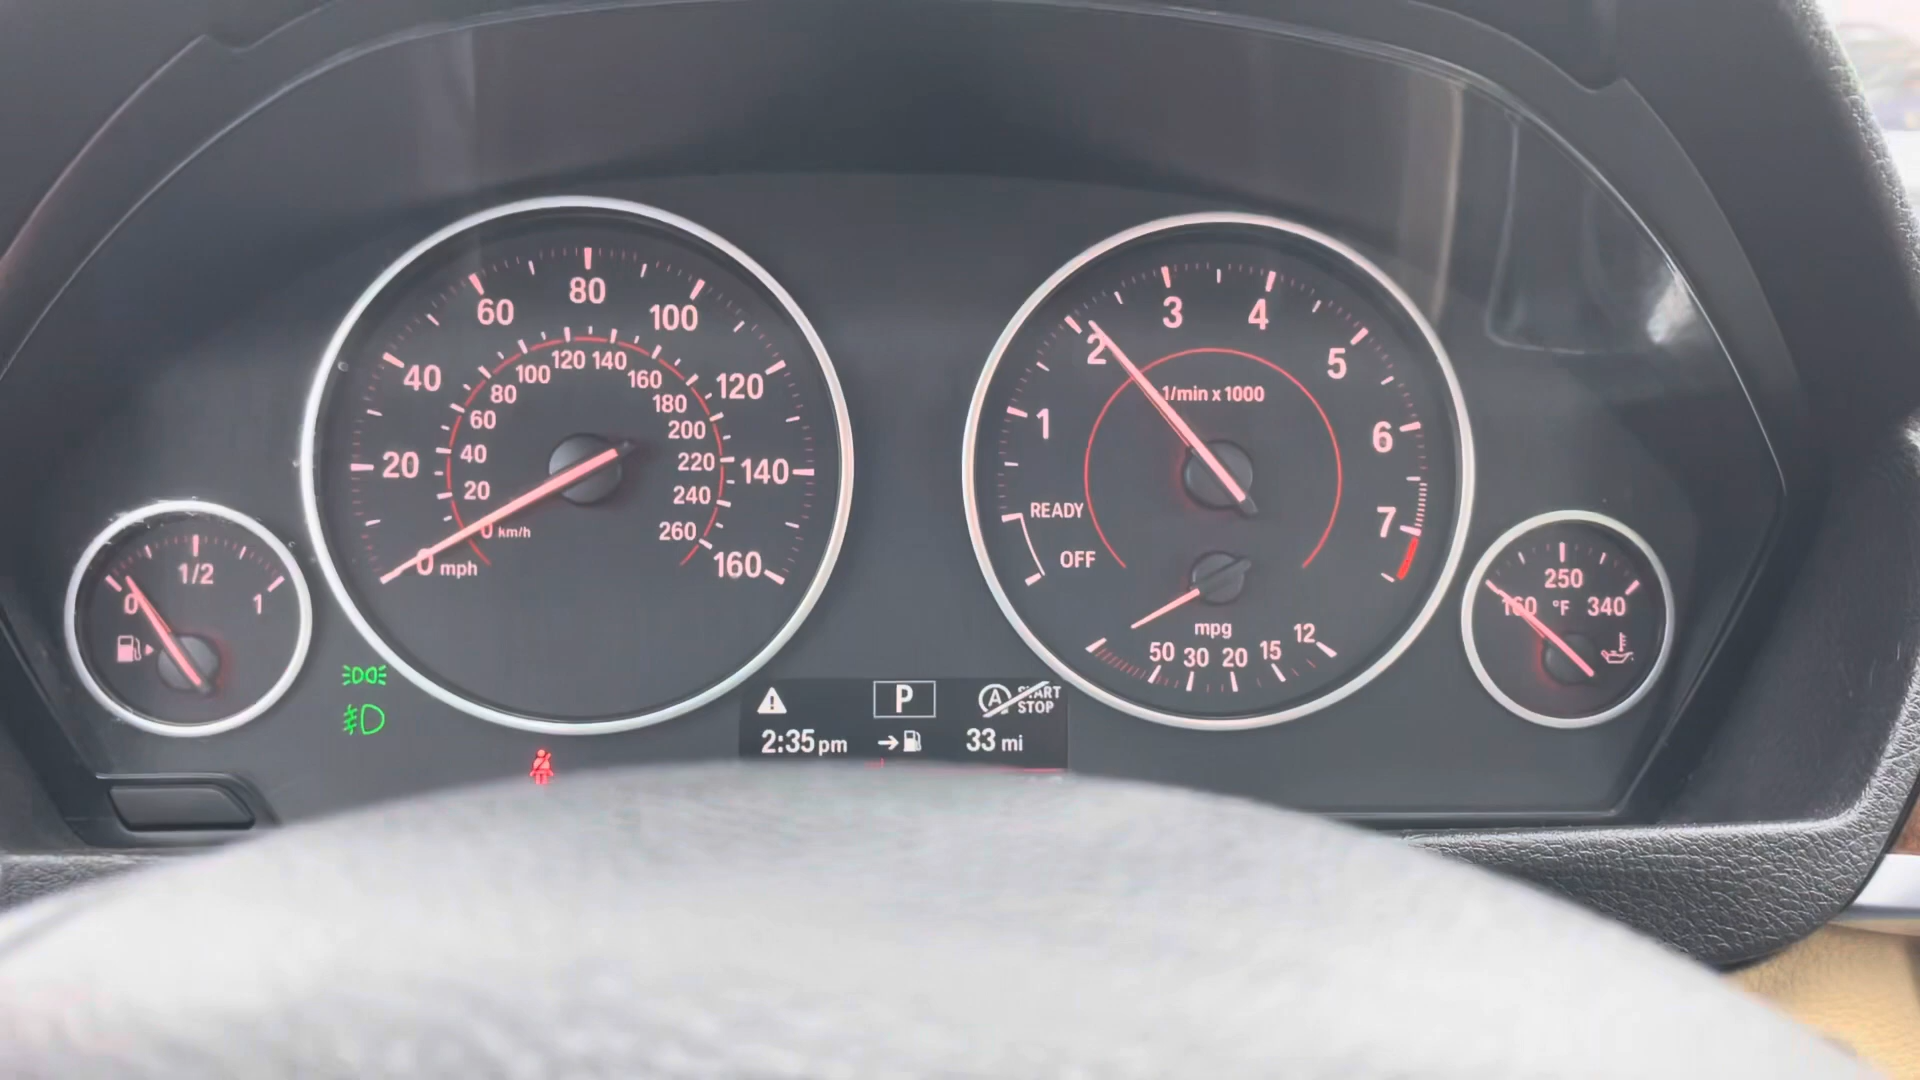 0 1/2 1
0 mph 20 40 60 80 100 120 140 160
0 km/h 20 40 60 80 100 120 140 160 180 200 220 240 260
OFF READY 1 2 3 4 5 6 7
1/min x 1000
mpg
50 30 20 15 12
160 250 340
°F
P
A START
STOP
2:35 pm 33 mi